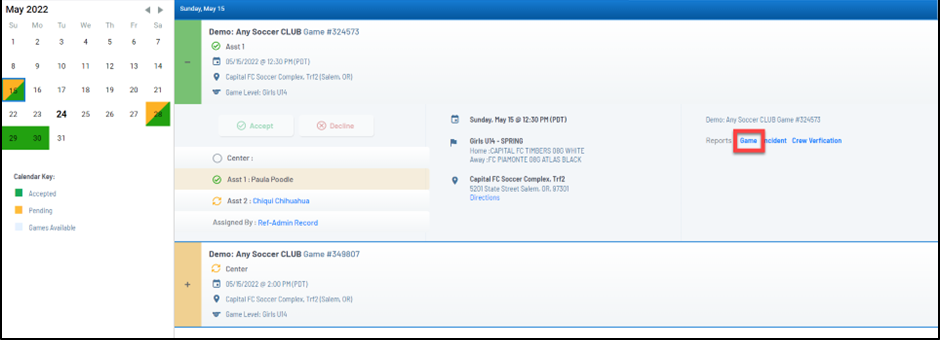 May 2022
Su Mo Tu We Th Fr Sa
1 2 3 4 5 6 7
8 9 10 11 12 13 14
15 16 17 18 19 20 21
22 23 24 25 26 27 28
29 30 31
Calendar Key:
Accepted
Pending
Games Available
Sunday, May 15
Demo: Any Soccer CLUB Game #324573
Asst 1
05/15/2022 @ 12:30 PM (PDT)
Capital FC Soccer Complex, Trf2 (Salem, OR)
Game Level: Girls U14
Accept Decline
Center :
Asst 1 : Paula Poodle
Asst 2 : Chiqui Chihuahua
Assigned By : Ref-Admin Record
Sunday, May 15 @ 12:30 PM (PDT)
Girls U14 - SPRING
Home :CAPITAL FC TIMBERS 08G WHITE
Away :FC PIAMONTE 08G ATLAS BLACK
Capital FC Soccer Complex, Trf2
5201 State Street Salem, OR, 97301
Directions
Demo: Any Soccer CLUB Game #324573
Reports Game Incident Crew Verfication
Demo: Any Soccer CLUB Game #349807
Center
05/15/2022 @ 2:00 PM (PDT)
Capital FC Soccer Complex, Trf2 (Salem, OR)
Game Level: Girls U14